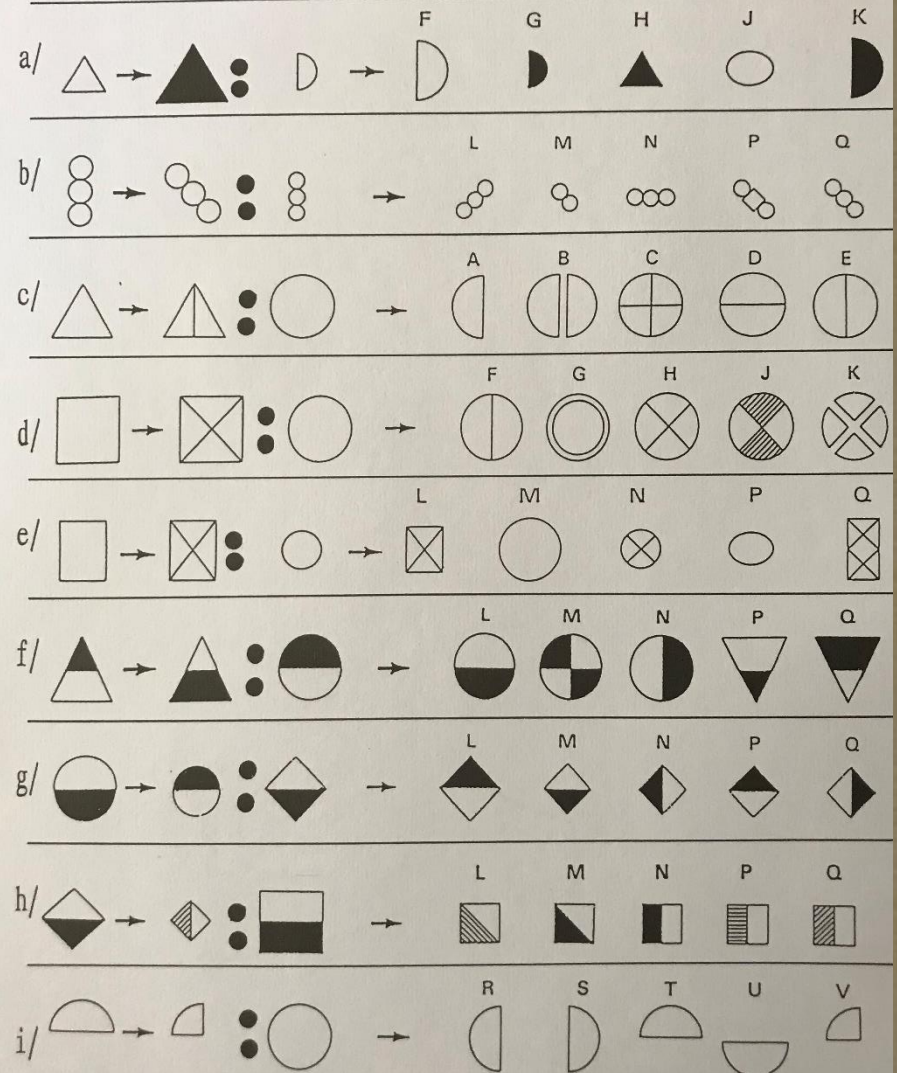 F G H J K
a/
L M N P Q
b/
A B C D E
c/
F G H J K
d/
L M N P Q
e/
L M N P Q
f/
L M N P Q
g/
L M N P Q
h/
R S T U V
i/